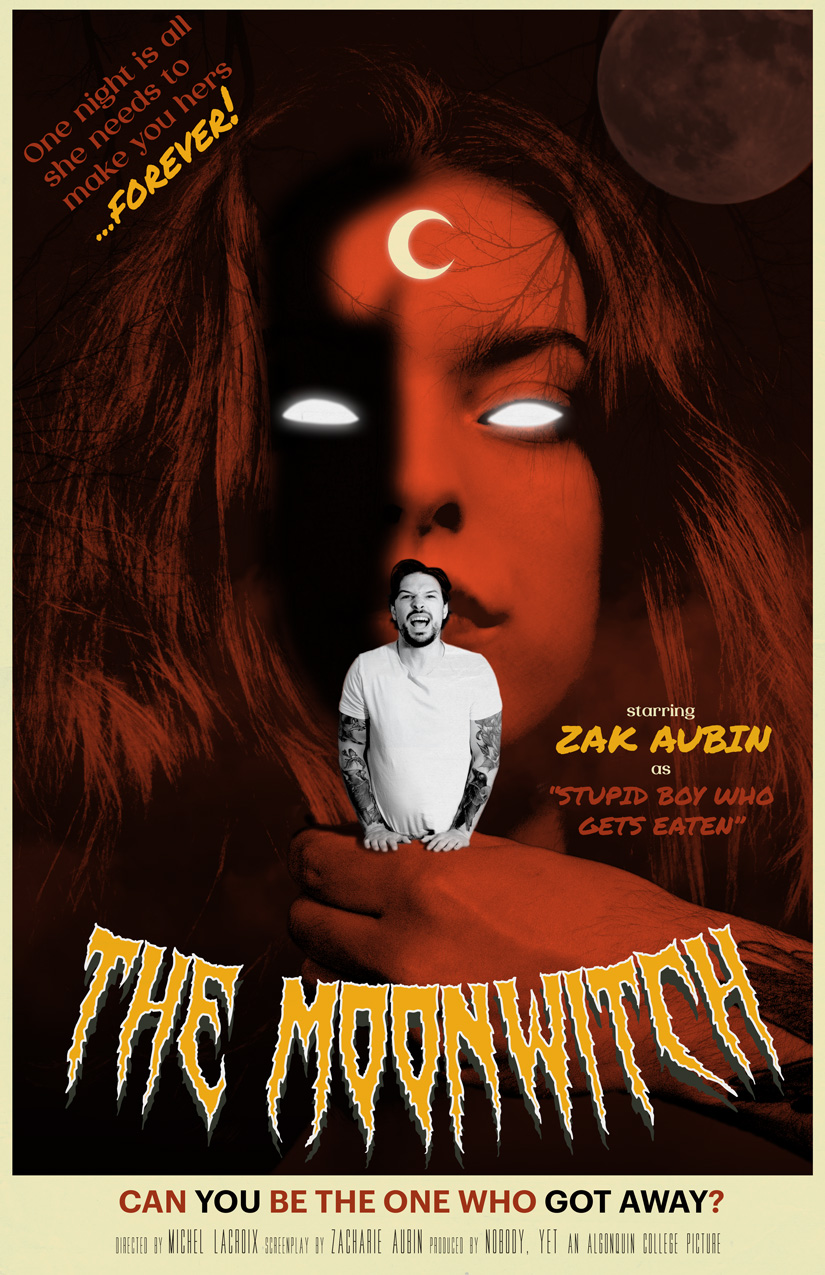 One night is all
she needs to
make you hers
...FOREVER!
starring
ZAK AUBIN
as
"STUPID BOY WHO
GETS EATEN"
THE MOONWITCH
CAN YOU BE THE ONE WHO GOT AWAY?
DIRECTED BY MICHEL LACROIX SCREENPLAY BY ZACHARIE AUBIN PRODUCED BY NOBODY, YET AN ALGONQUIN COLLEGE PICTURE